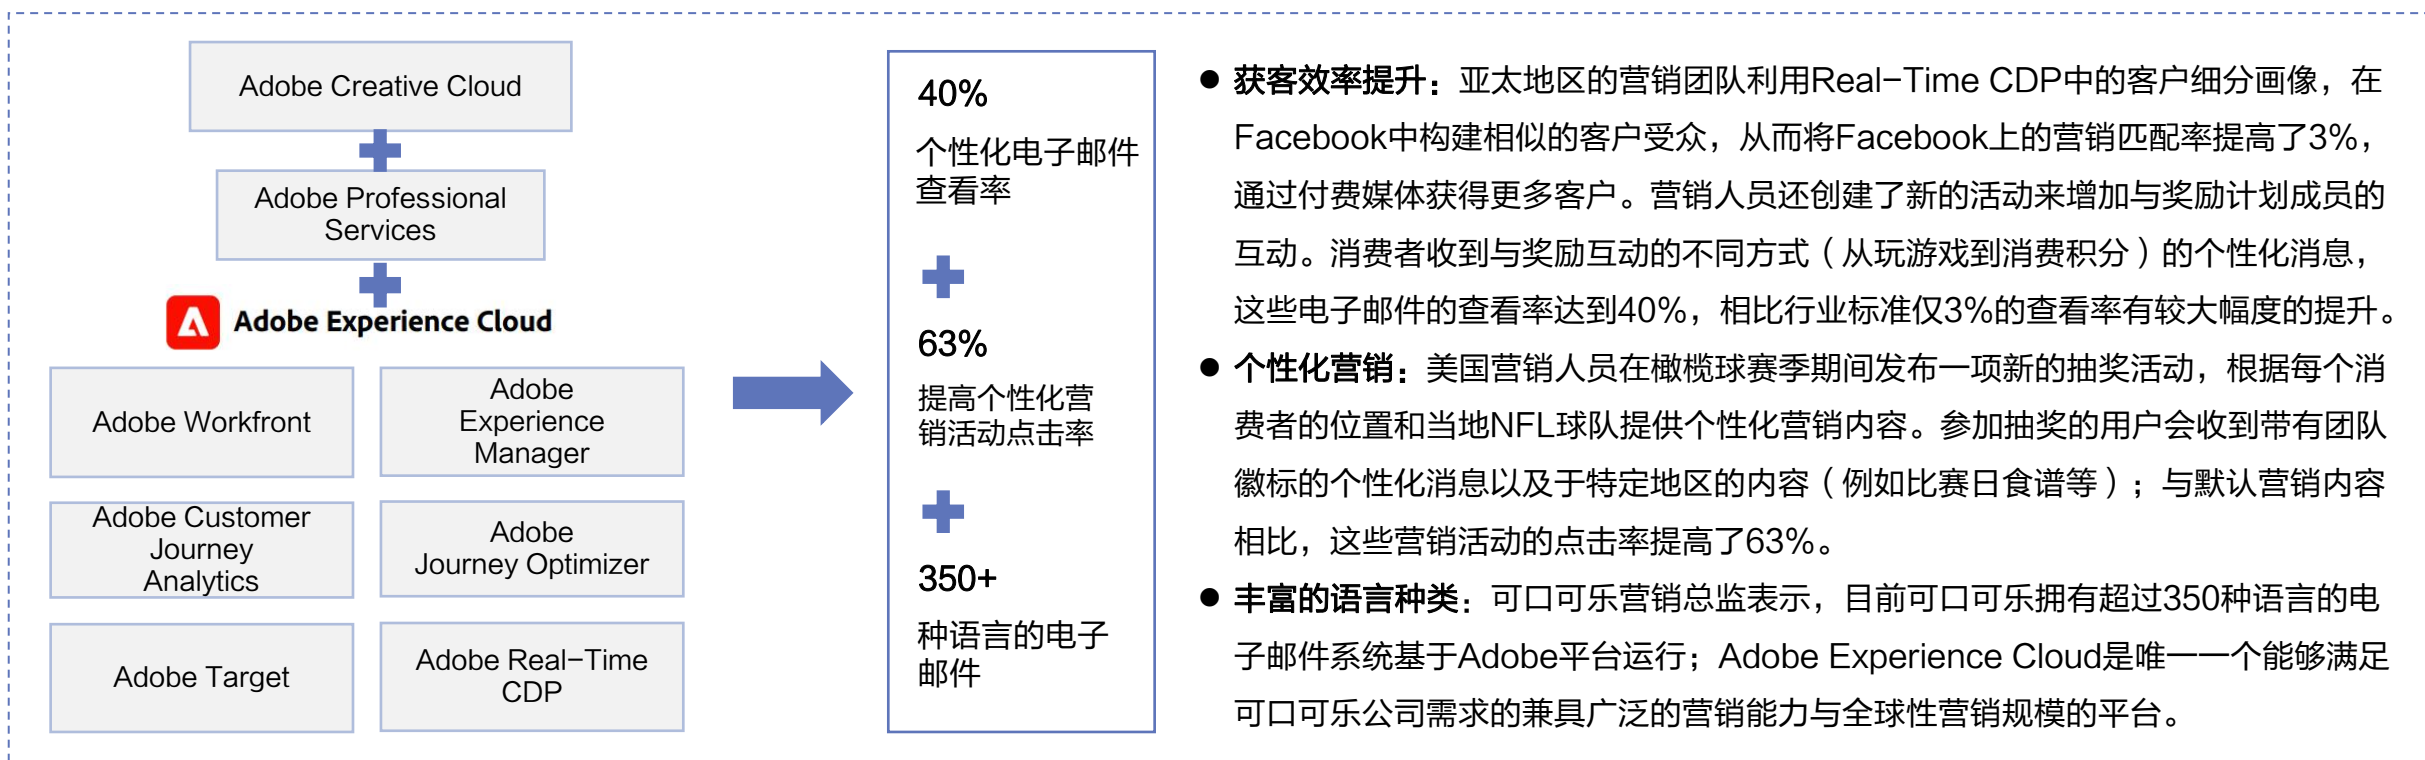 Adobe Creative Cloud
Adobe Professional
Services
Adobe Experience Cloud
Adobe Workfront
Adobe
Experience
Manager
Adobe Customer
Journey
Analytics
Adobe
Journey Optimizer
Adobe Target
Adobe Real-Time
CDP
40%
个性化电子邮件
查看率
63%
提高个性化营
销活动点击率
350+
种语言的电子
邮件
● 获客效率提升：亚太地区的营销团队利用Real-Time CDP中的客户细分画像，在
Facebook中构建相似的客户受众，从而将Facebook上的营销匹配率提高了3%，
通过付费媒体获得更多客户。营销人员还创建了新的活动来增加与奖励计划成员的
互动。消费者收到与奖励互动的不同方式（从玩游戏到消费积分）的个性化消息，
这些电子邮件的查看率达到40%，相比行业标准仅3%的查看率有较大幅度的提升。
● 个性化营销：美国营销人员在橄榄球赛季期间发布一项新的抽奖活动，根据每个消
费者的位置和当地NFL球队提供个性化营销内容。参加抽奖的用户会收到带有团队
徽标的个性化消息以及于特定地区的内容（例如比赛日食谱等）；与默认营销内容
相比，这些营销活动的点击率提高了63%。
● 丰富的语言种类：可口可乐营销总监表示，目前可口可乐拥有超过350种语言的电
子邮件系统基于Adobe平台运行；Adobe Experience Cloud是唯一一个能够满足
可口可乐公司需求的兼具广泛的营销能力与全球性营销规模的平台。